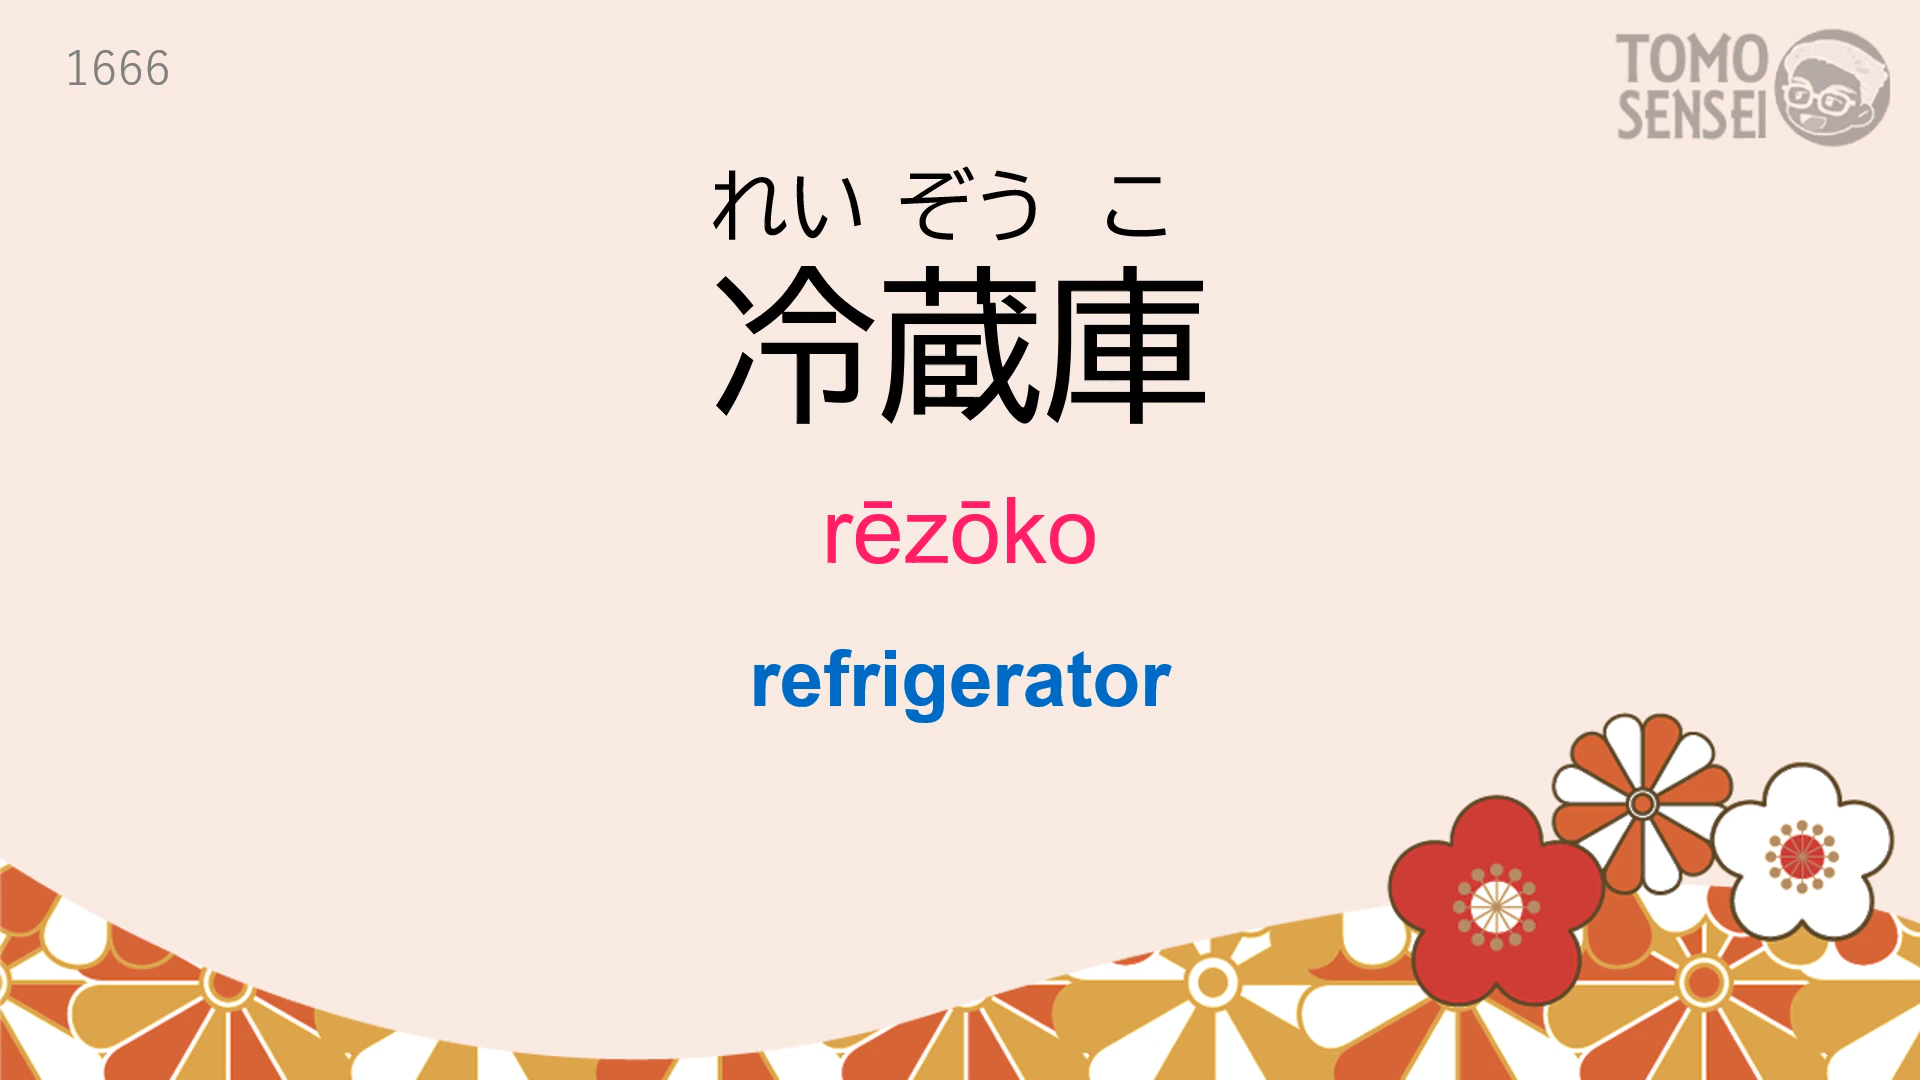 1666
TOMO
SENSEI
れい ぞう こ
冷蔵庫
rēzōko
refrigerator